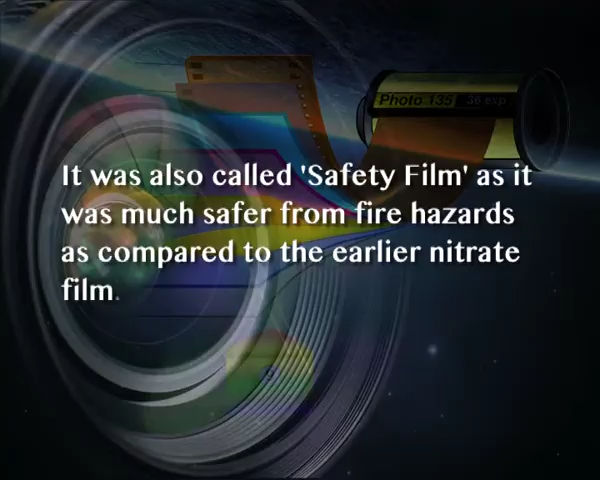 Photo 135 36 exp
It was also called 'Safety Film' as it
was much safer from fire hazards
as compared to the earlier nitrate
film.